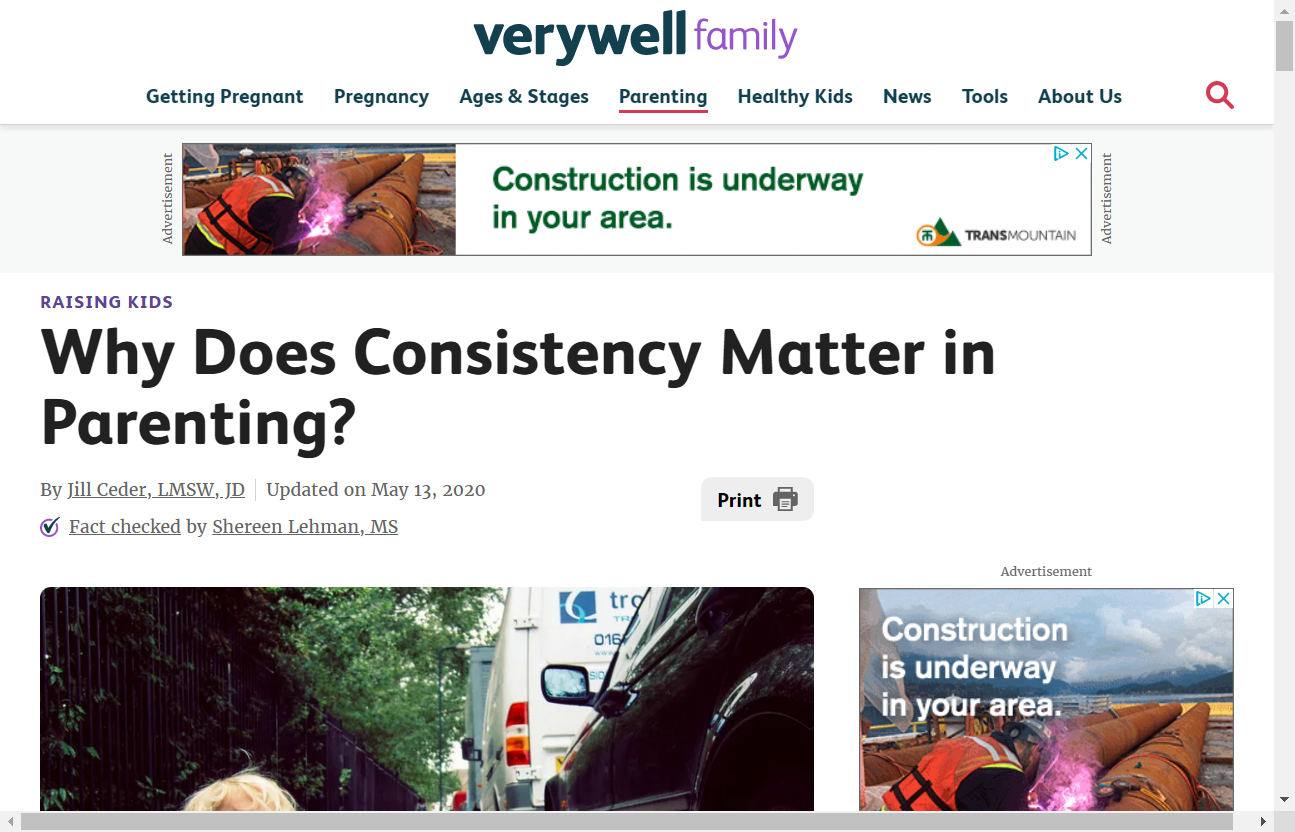 verywell family
Getting Pregnant Pregnancy Ages & Stages Parenting Healthy Kids News Tools About Us
Advertisement
Construction is underway
in your area.
TRANSMOUNTAIN
Advertisement
RAISING KIDS
Why Does Consistency Matter in
Parenting?
By Jill Ceder, LMSW, JD Updated on May 13, 2020
Print
Fact checked by Shereen Lehman, MS
Advertisement
Construction
is underway
in your area.